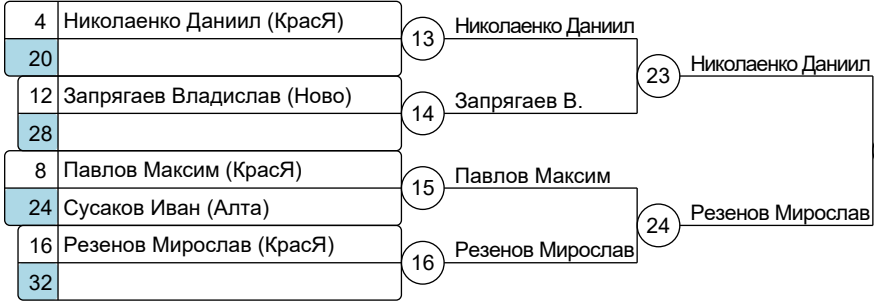 4 Николаенко Даниил (КрасЯ)
20
13 Николаенко Даниил
12 Запрягаев Владислав (Ново)
28
14 Запрягаев В.
23 Николаенко Даниил
8 Павлов Максим (КрасЯ)
24 Сусаков Иван (Алта)
15 Павлов Максим
16 Резенов Мирослав (КрасЯ)
32
16 Резенов Мирослав
24 Резенов Мирослав